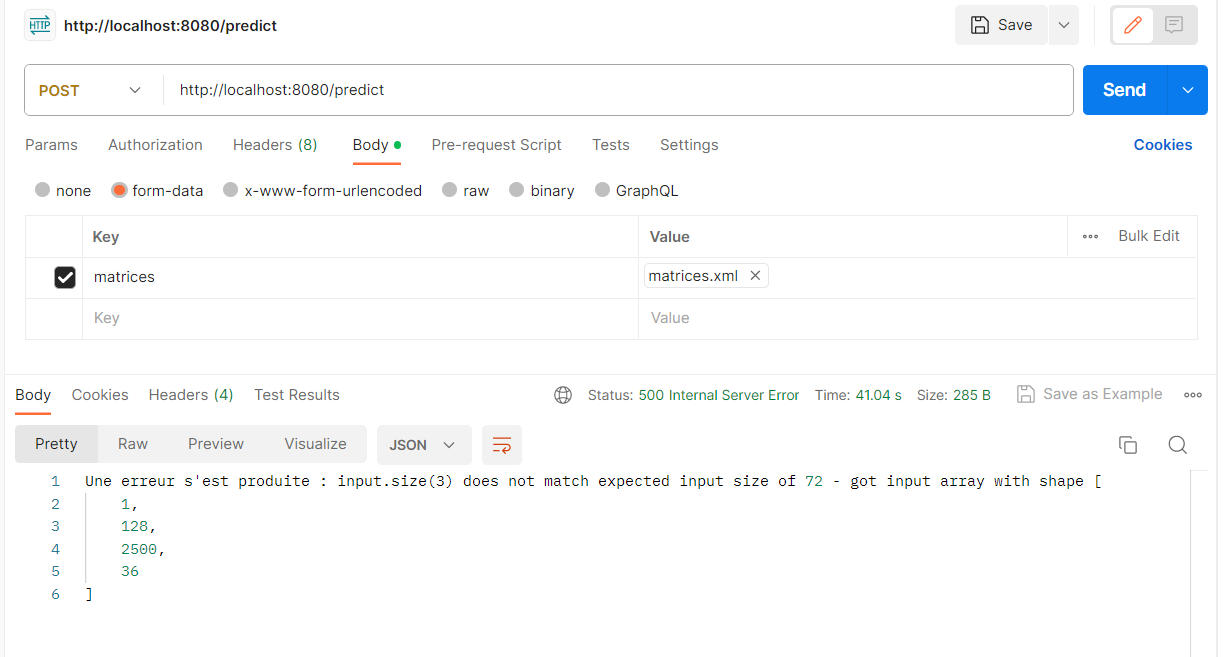 HTTP http://localhost:8080/predict Save
POST http://localhost:8080/predict Send
Params Authorization Headers (8) Body Pre-request Script Tests Settings Cookies
none form-data x-www-form-urlencoded raw binary GraphQL
Key Value Bulk Edit
matrices matrices.xml
Key Value
Body Cookies Headers (4) Test Results Status: 500 Internal Server Error Time: 41.04 s Size: 285 B Save as Example
Pretty Raw Preview Visualize JSON
1 Une erreur s'est produite : input.size(3) does not match expected input size of 72 - got input array with shape [
2 1,
3 128,
4 2500,
5 36
6 ]